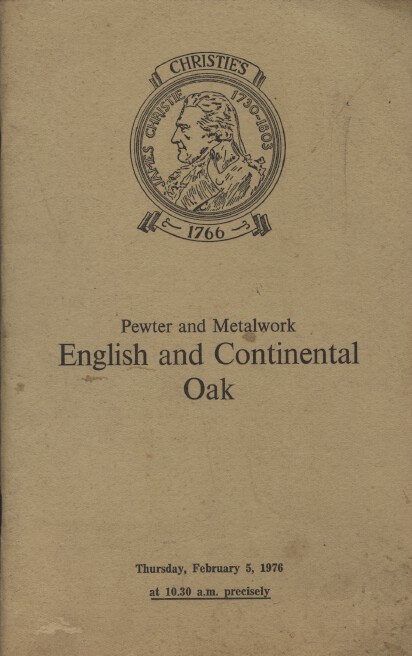 CHRISTIE'S
JAMES CHRISTIE 1730-1803
1766
Pewter and Metalwork
English and Continental
Oak
Thursday, February 5, 1976
at 10.30 a.m. precisely